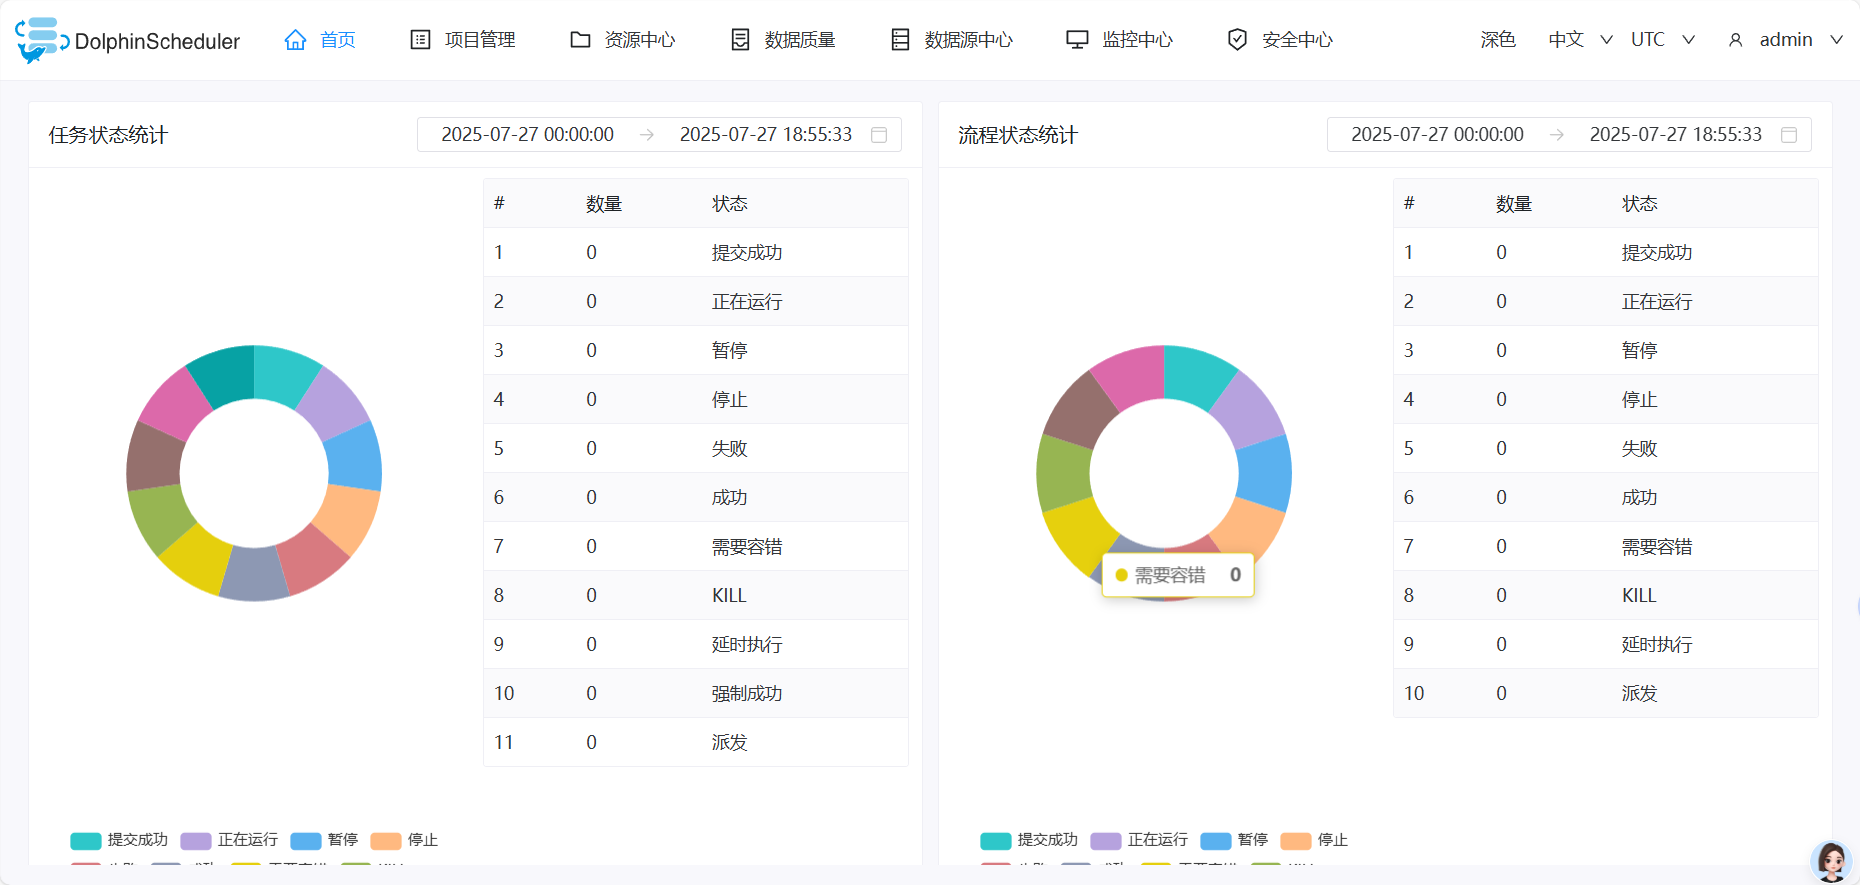 DolphinScheduler 首页 项目管理 资源中心 数据质量 数据源中心 监控中心 安全中心 深色 中文 UTC admin
任务状态统计 2025-07-27 00:00:00 → 2025-07-27 18:55:33
# 数量 状态
1 0 提交成功
2 0 正在运行
3 0 暂停
4 0 停止
5 0 失败
6 0 成功
7 0 需要容错
8 0 KILL
9 0 延时执行
10 0 强制成功
11 0 派发
提交成功 正在运行 暂停 停止
流程状态统计 2025-07-27 00:00:00 → 2025-07-27 18:55:33
# 数量 状态
1 0 提交成功
2 0 正在运行
3 0 暂停
4 0 停止
5 0 失败
6 0 成功
7 0 需要容错
8 0 KILL
9 0 延时执行
10 0 派发
需要容错 0
提交成功 正在运行 暂停 停止